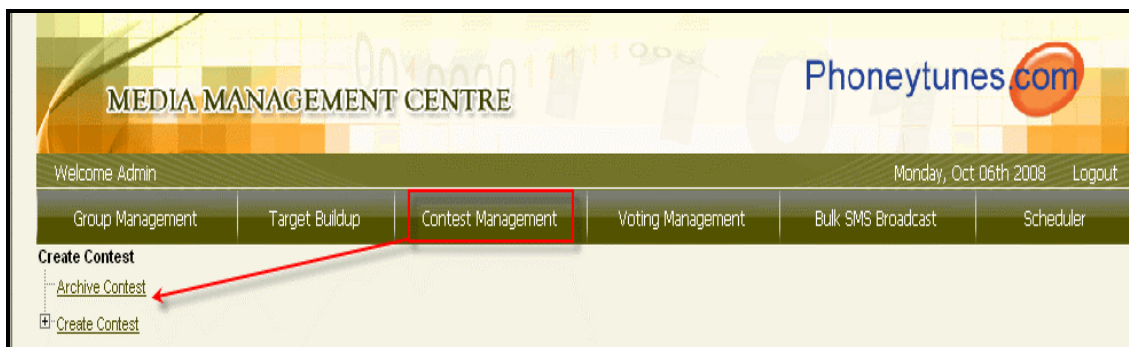 MEDIA MANAGEMENT CENTRE
Phoneytunes.com
Welcome Admin Monday, Oct 06th 2008 Logout
Group Management Target Buildup Contest Management Voting Management Bulk SMS Broadcast Scheduler
Create Contest
Archive Contest
Create Contest